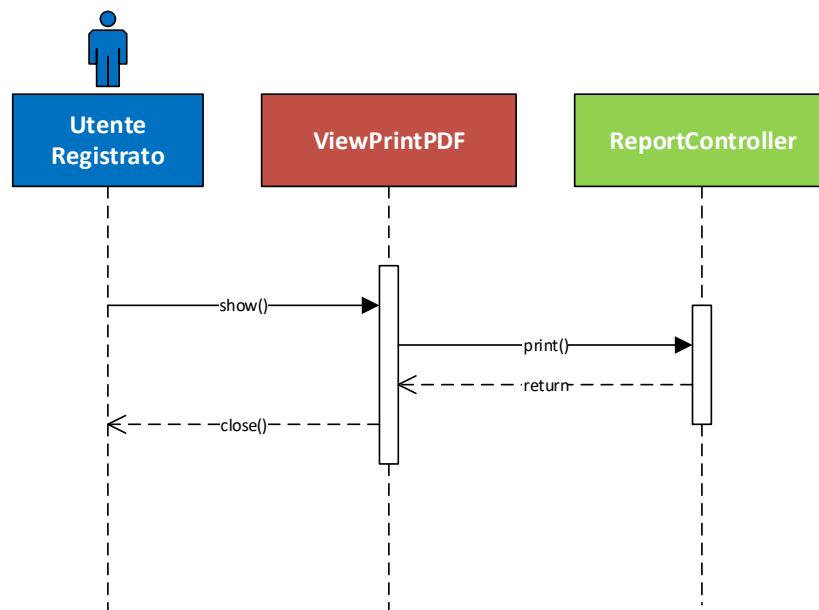 Utente
Registrato
ViewPrintPDF
ReportController
show()
print()
return
close()